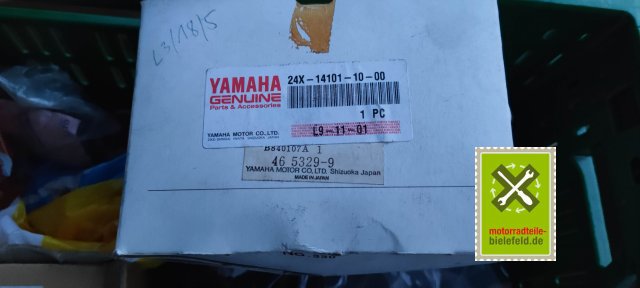 L3/18/5
YAMAHA
GENUINE
Parts & Accessories
24X-14101-10-00
1 PC
YAMAHA MOTOR CO., LTD.
L9-11-01
B840107A I
46 5329-9
YAMAHA MOTOR CO., LTD. Shizuoka Japan
MADE IN JAPAN
motorradteile-
bielefeld.de